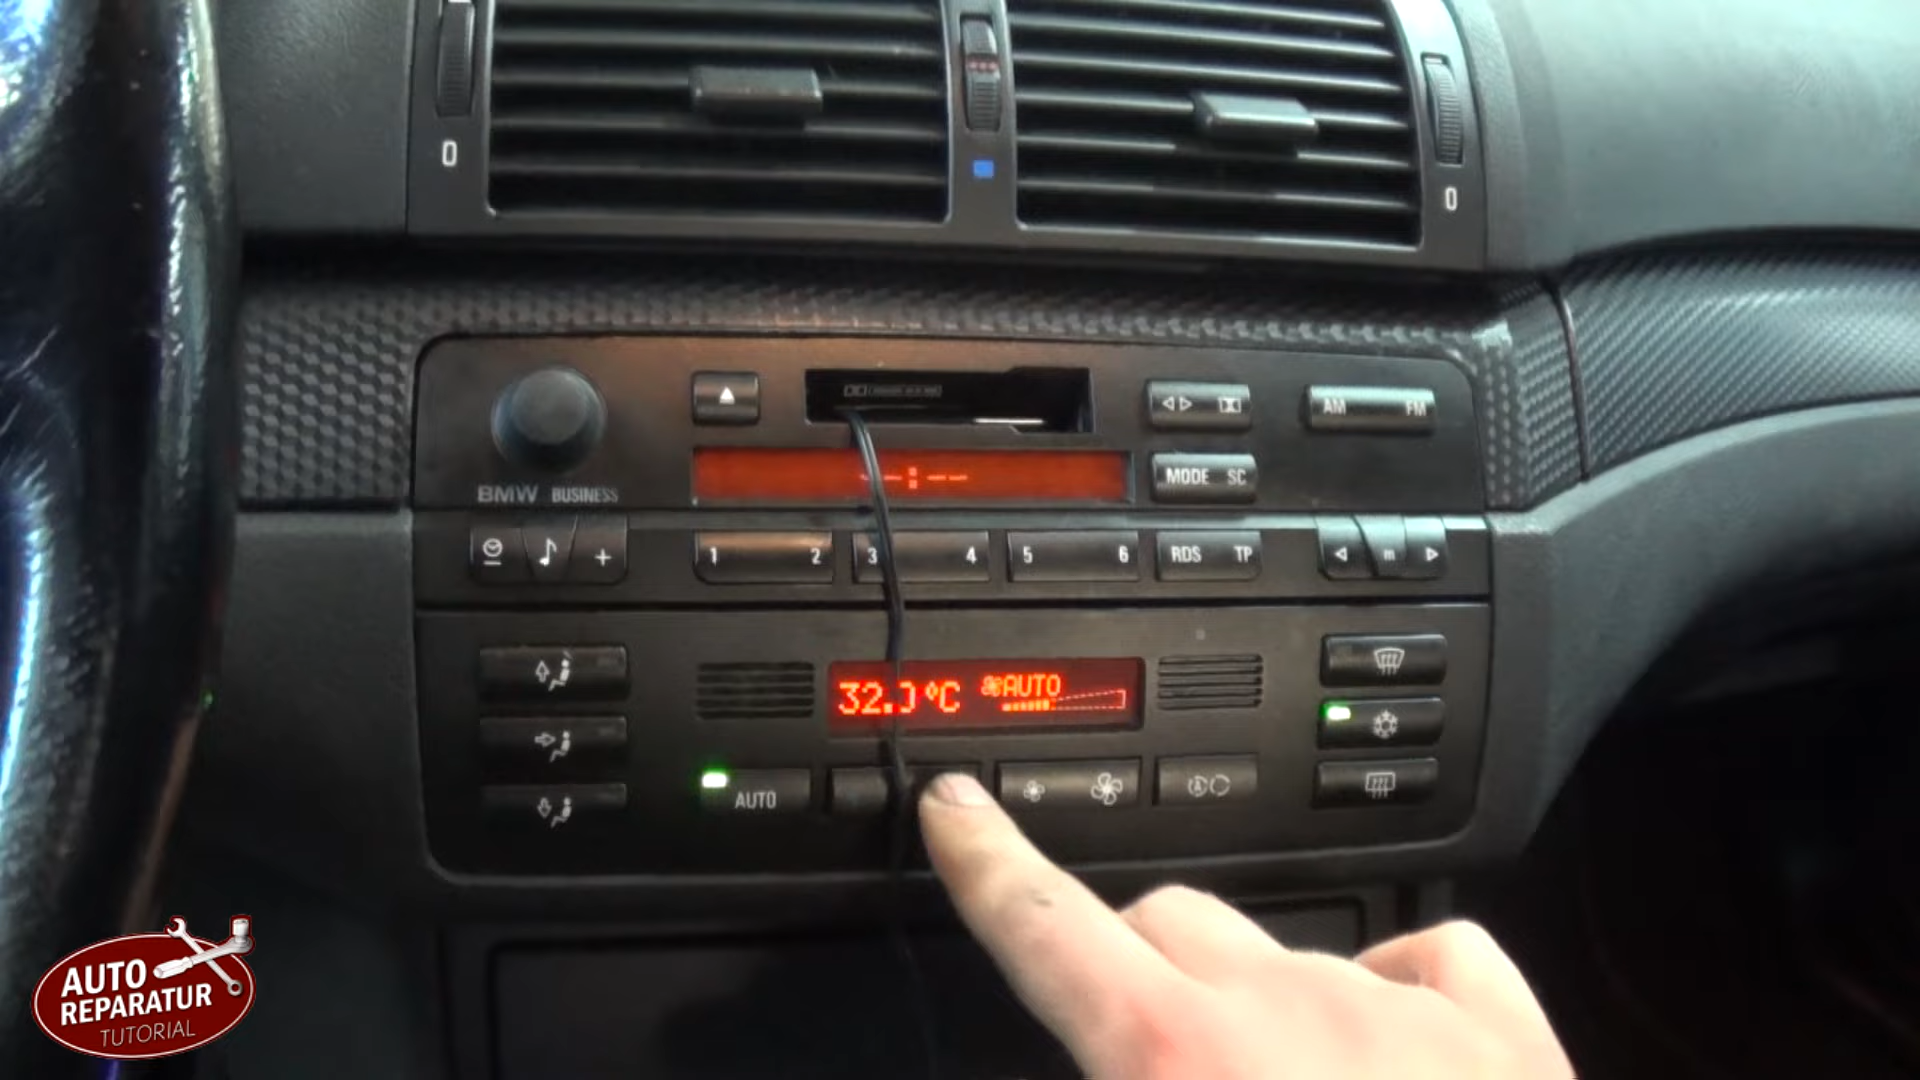 0
0
AM FM
MODE SC
BMW BUSINESS
1 2 3 4 5 6 RDS TP m
32.0°C AUTO
AUTO
A
AUTO
REPARATUR
TUTORIAL